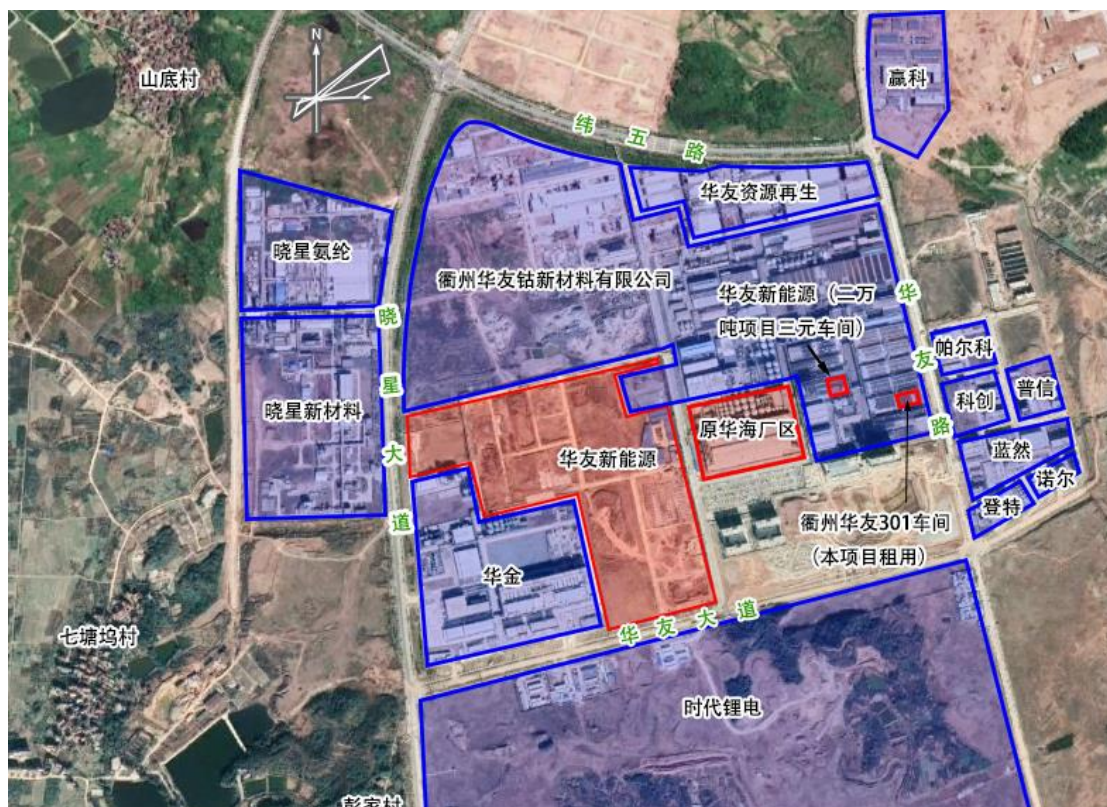 N
山底村
赢科
纬五路
华友资源再生
晓星氨纶
衢州华友钴新材料有限公司
华友新能源（二万
吨项目三元车间）
华友路
晓星大道
帕尔科
晓星新材料
科创
普信
原华海厂区
华友新能源
蓝然
诺尔
登特
衢州华友301车间
（本项目租用）
华金
华友大道
七塘坞村
时代锂电
彭家村